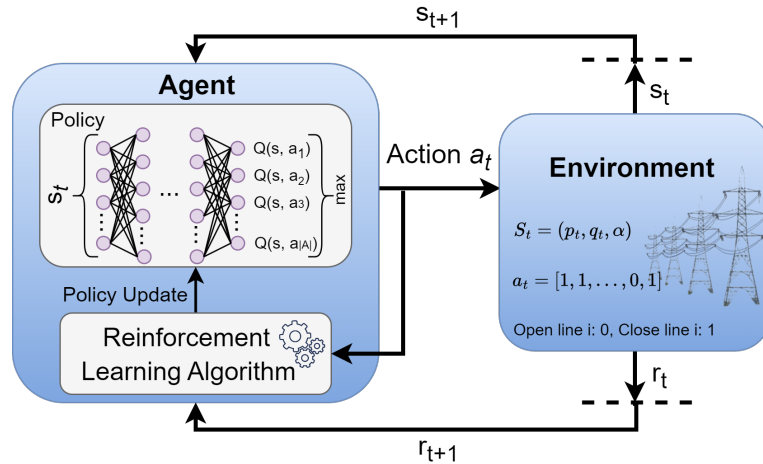 s_{t+1}
Agent
Policy
s_t
Q(s, a_1)
Q(s, a_2)
Q(s, a_3)
Q(s, a_{|A|})
max
...
Policy Update
Reinforcement
Learning Algorithm
Action a_t
s_t
Environment
S_t = (p_t, q_t, α)
a_t = [1, 1, . . . , 0, 1]
Open line i: 0, Close line i: 1
r_t
r_{t+1}